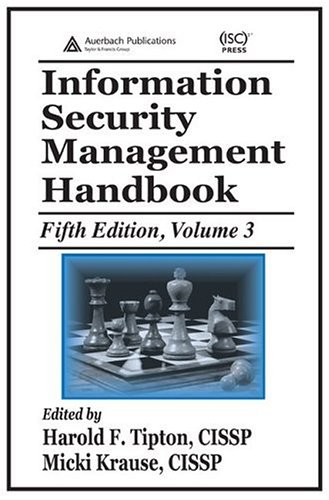 Auerbach Publications
Taylor & Francis Group
(ISC)²
PRESS
Information
Security
Management
Handbook
Fifth Edition, Volume 3
Edited by
Harold F. Tipton, CISSP
Micki Krause, CISSP